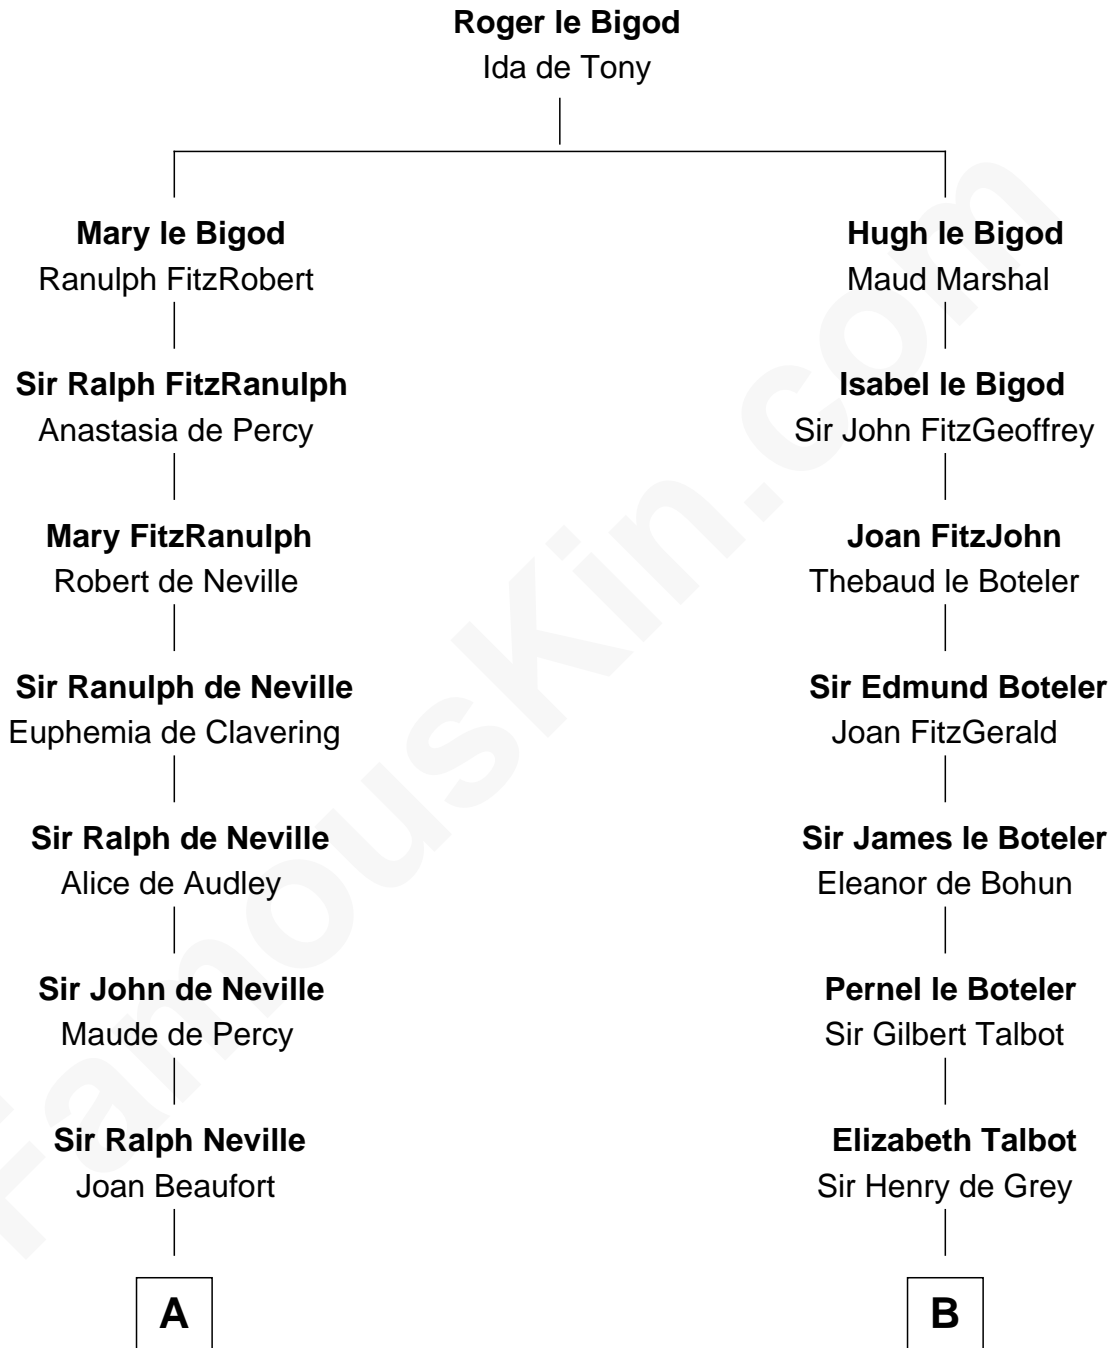 Roger le Bigod
Ida de Tony
Mary le Bigod
Ranulph FitzRobert
Hugh le Bigod
Maud Marshal
Sir Ralph FitzRanulph
Anastasia de Percy
Isabel le Bigod
Sir John FitzGeoffrey
Mary FitzRanulph
Robert de Neville
Joan FitzJohn
Thebaud le Boteler
Sir Ranulph de Neville
Euphemia de Clavering
Sir Edmund Boteler
Joan FitzGerald
Sir Ralph de Neville
Alice de Audley
Sir James le Boteler
Eleanor de Bohun
Sir John de Neville
Maude de Percy
Pernel le Boteler
Sir Gilbert Talbot
Sir Ralph Neville
Joan Beaufort
Elizabeth Talbot
Sir Henry de Grey
A
B
FamousKin.com